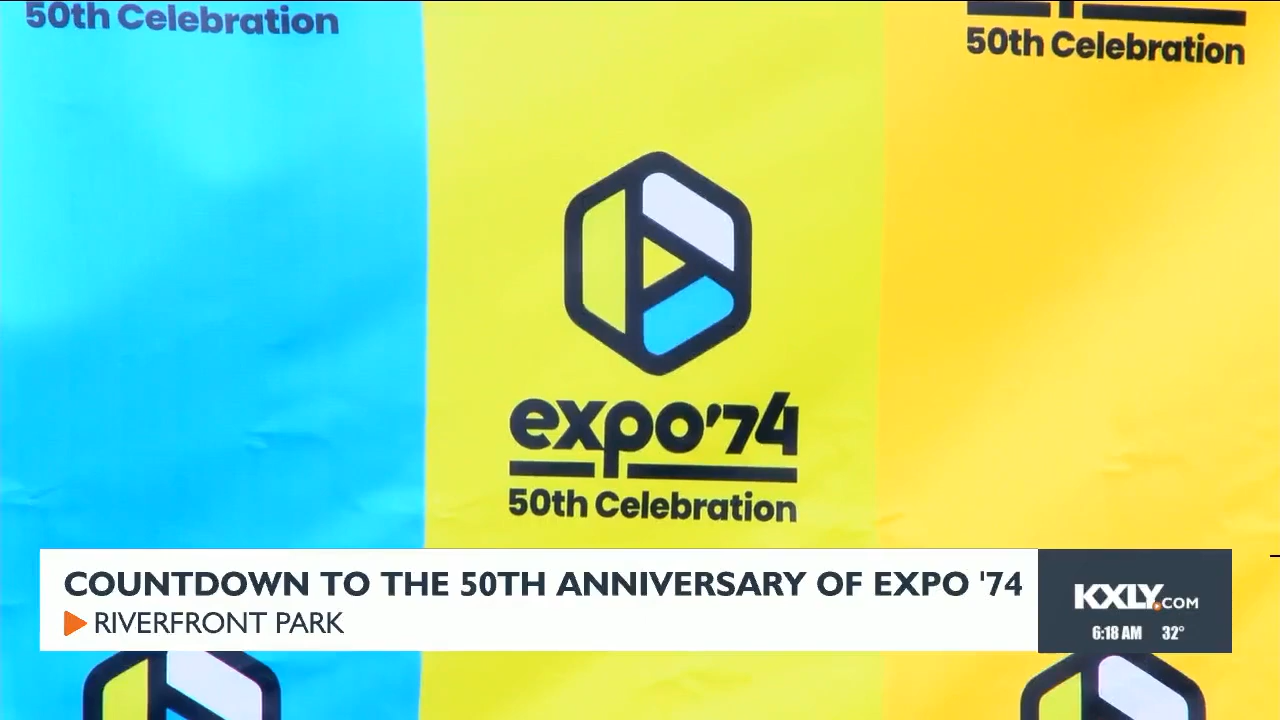 50th Celebration
50th Celebration
expo'74
50th Celebration
COUNTDOWN TO THE 50TH ANNIVERSARY OF EXPO '74
RIVERFRONT PARK
KXLY.COM
6:18 AM 32°